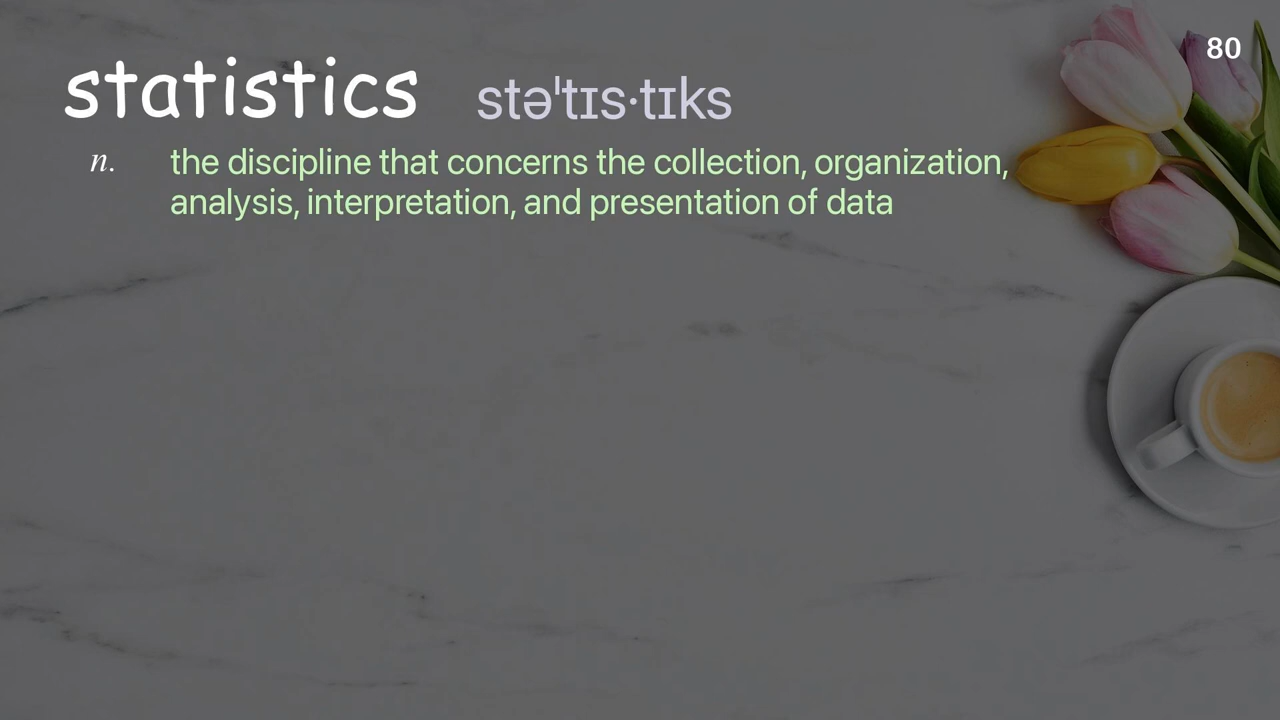 80
statistics stəˈtɪs·tɪks
n. the discipline that concerns the collection, organization,
analysis, interpretation, and presentation of data